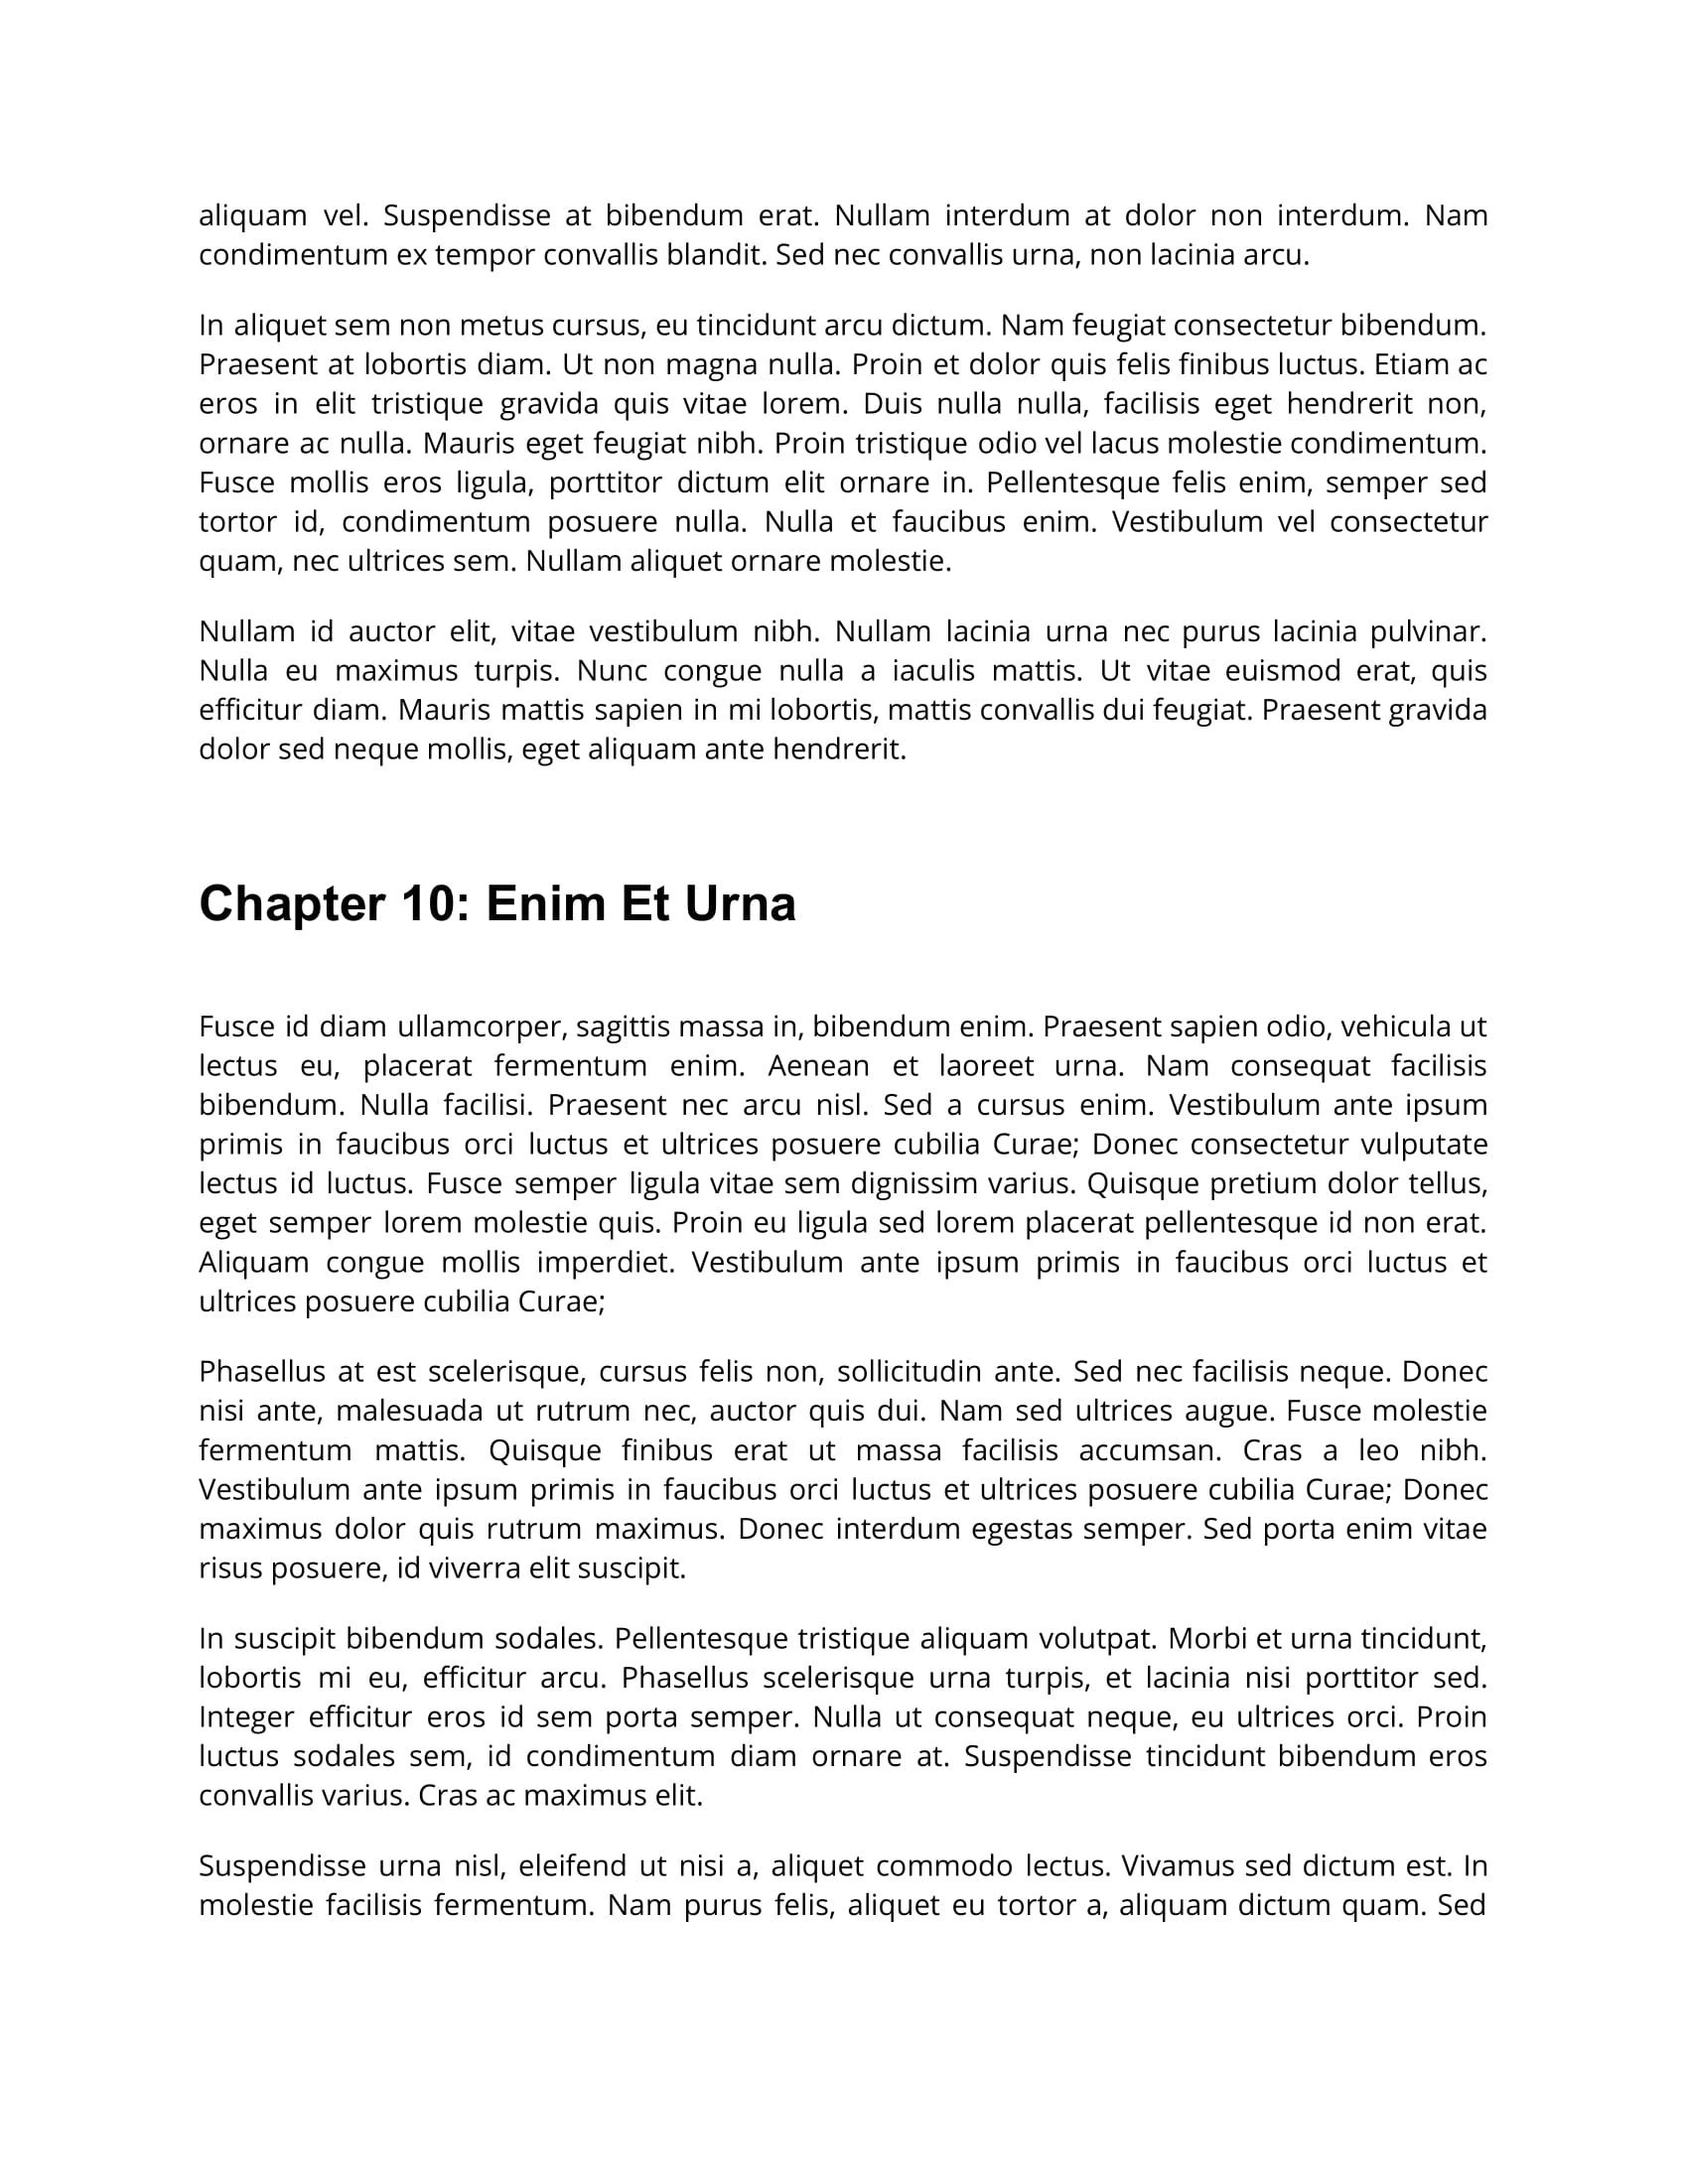 aliquam vel. Suspendisse at bibendum erat. Nullam interdum at dolor non interdum. Nam
condimentum ex tempor convallis blandit. Sed nec convallis urna, non lacinia arcu.
In aliquet sem non metus cursus, eu tincidunt arcu dictum. Nam feugiat consectetur bibendum.
Praesent at lobortis diam. Ut non magna nulla. Proin et dolor quis felis finibus luctus. Etiam ac
eros in elit tristique gravida quis vitae lorem. Duis nulla nulla, facilisis eget hendrerit non,
ornare ac nulla. Mauris eget feugiat nibh. Proin tristique odio vel lacus molestie condimentum.
Fusce mollis eros ligula, porttitor dictum elit ornare in. Pellentesque felis enim, semper sed
tortor id, condimentum posuere nulla. Nulla et faucibus enim. Vestibulum vel consectetur
quam, nec ultrices sem. Nullam aliquet ornare molestie.
Nullam id auctor elit, vitae vestibulum nibh. Nullam lacinia urna nec purus lacinia pulvinar.
Nulla eu maximus turpis. Nunc congue nulla a iaculis mattis. Ut vitae euismod erat, quis
efficitur diam. Mauris mattis sapien in mi lobortis, mattis convallis dui feugiat. Praesent gravida
dolor sed neque mollis, eget aliquam ante hendrerit.
Chapter 10: Enim Et Urna
Fusce id diam ullamcorper, sagittis massa in, bibendum enim. Praesent sapien odio, vehicula ut
lectus eu, placerat fermentum enim. Aenean et laoreet urna. Nam consequat facilisis
bibendum. Nulla facilisi. Praesent nec arcu nisl. Sed a cursus enim. Vestibulum ante ipsum
primis in faucibus orci luctus et ultrices posuere cubilia Curae; Donec consectetur vulputate
lectus id luctus. Fusce semper ligula vitae sem dignissim varius. Quisque pretium dolor tellus,
eget semper lorem molestie quis. Proin eu ligula sed lorem placerat pellentesque id non erat.
Aliquam congue mollis imperdiet. Vestibulum ante ipsum primis in faucibus orci luctus et
ultrices posuere cubilia Curae;
Phasellus at est scelerisque, cursus felis non, sollicitudin ante. Sed nec facilisis neque. Donec
nisi ante, malesuada ut rutrum nec, auctor quis dui. Nam sed ultrices augue. Fusce molestie
fermentum mattis. Quisque finibus erat ut massa facilisis accumsan. Cras a leo nibh.
Vestibulum ante ipsum primis in faucibus orci luctus et ultrices posuere cubilia Curae; Donec
maximus dolor quis rutrum maximus. Donec interdum egestas semper. Sed porta enim vitae
risus posuere, id viverra elit suscipit.
In suscipit bibendum sodales. Pellentesque tristique aliquam volutpat. Morbi et urna tincidunt,
lobortis mi eu, efficitur arcu. Phasellus scelerisque urna turpis, et lacinia nisi porttitor sed.
Integer efficitur eros id sem porta semper. Nulla ut consequat neque, eu ultrices orci. Proin
luctus sodales sem, id condimentum diam ornare at. Suspendisse tincidunt bibendum eros
convallis varius. Cras ac maximus elit.
Suspendisse urna nisl, eleifend ut nisi a, aliquet commodo lectus. Vivamus sed dictum est. In
molestie facilisis fermentum. Nam purus felis, aliquet eu tortor a, aliquam dictum quam. Sed